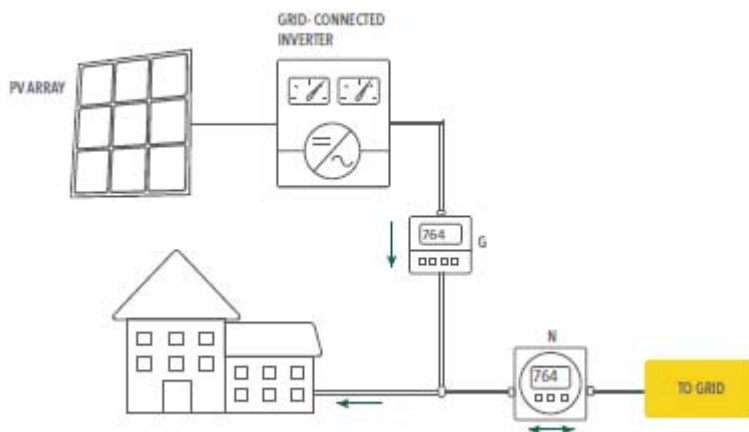 GRID- CONNECTED
INVERTER
PV ARRAY
764
G
N
764
TO GRID